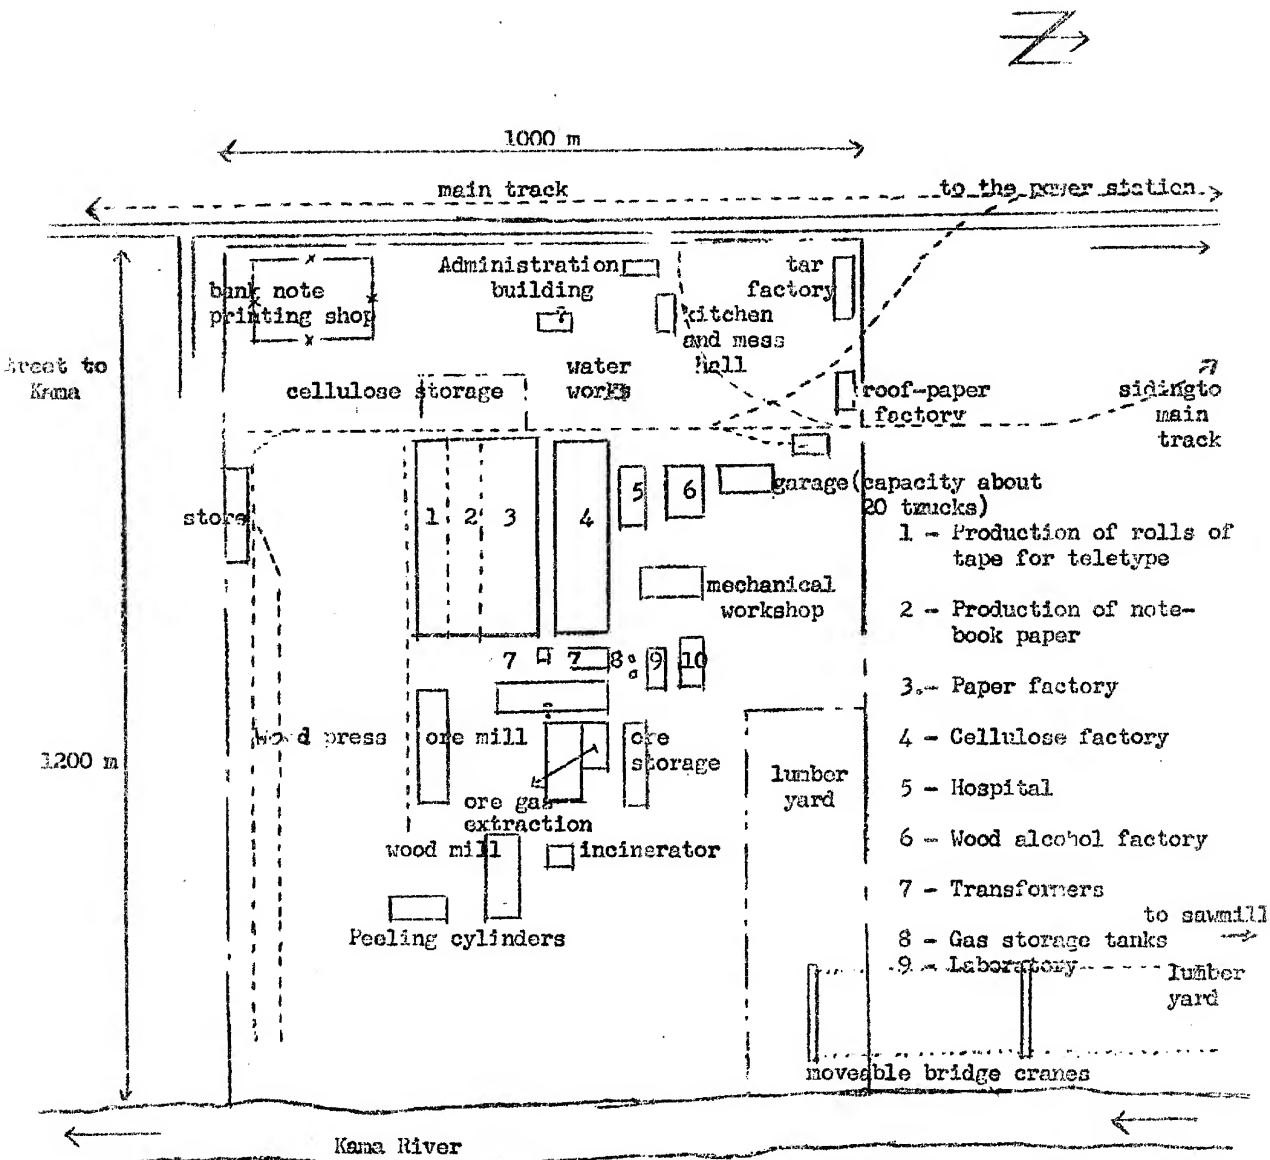 1000 m
main track
to the power station
Administration
building
tar
factory
bank note
printing shop
kitchen
and mess
hall
street to
Kama
water
works
cellulose storage
roof-paper
factory
sidingto
main
track
store
1
2
3
4
5
6
garage (capacity about
20 trucks)
1 - Production of rolls of
tape for teletype
mechanical
workshop
2 - Production of note-
book paper
7
7
8
9
10
3.- Paper factory
Wood press
ore mill
ore
storage
4 - Cellulose factory
1200 m
lumber
yard
5 - Hospital
ore gas
extraction
wood mill
incinerator
6 - Wood alcohol factory
7 - Transformers
to sawmill
Peeling cylinders
8 - Gas storage tanks
9 - Laboratory
lumber
yard
moveable bridge cranes
Kama River